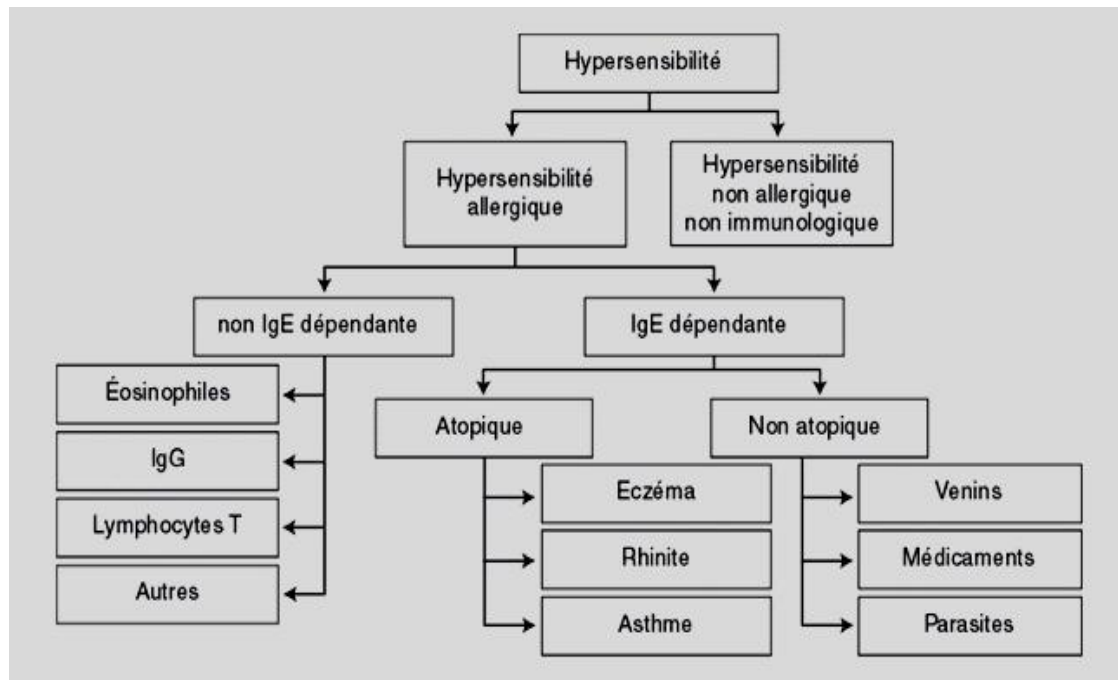 Hypersensibilité
Hypersensibilité
allergique
Hypersensibilité
non allergique
non immunologique
non IgE dépendante
IgE dépendante
Éosinophiles
IgG
Lymphocytes T
Autres
Atopique
Non atopique
Eczéma
Rhinite
Asthme
Venins
Médicaments
Parasites